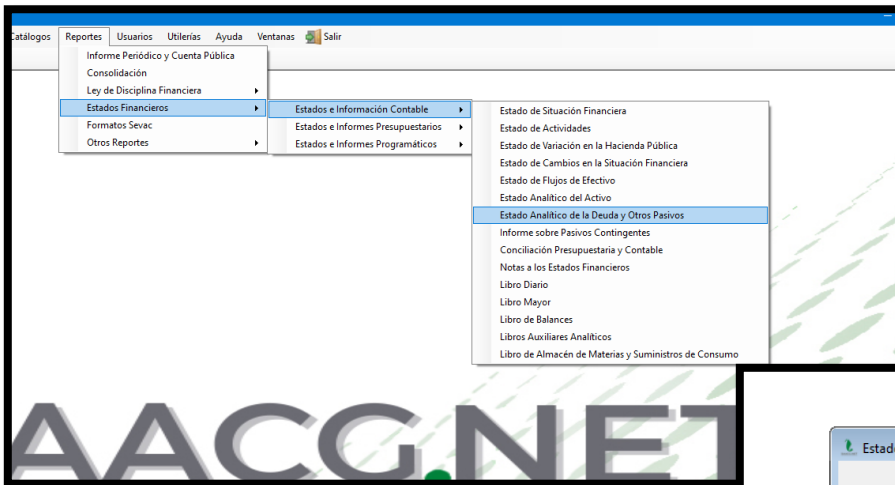 Catálogos Reportes Usuarios Utilerías Ayuda Ventanas Salir
Informe Periódico y Cuenta Pública
Consolidación
Ley de Disciplina Financiera
Estados Financieros
Formatos Sevac
Otros Reportes
Estados e Información Contable
Estados e Informes Presupuestarios
Estados e Informes Programáticos
Estado de Situación Financiera
Estado de Actividades
Estado de Variación en la Hacienda Pública
Estado de Cambios en la Situación Financiera
Estado de Flujos de Efectivo
Estado Analítico del Activo
Estado Analítico de la Deuda y Otros Pasivos
Informe sobre Pasivos Contingentes
Conciliación Presupuestaria y Contable
Notas a los Estados Financieros
Libro Diario
Libro Mayor
Libro de Balances
Libros Auxiliares Analíticos
Libro de Almacén de Materias y Suministros de Consumo
AACG.NET
Estad